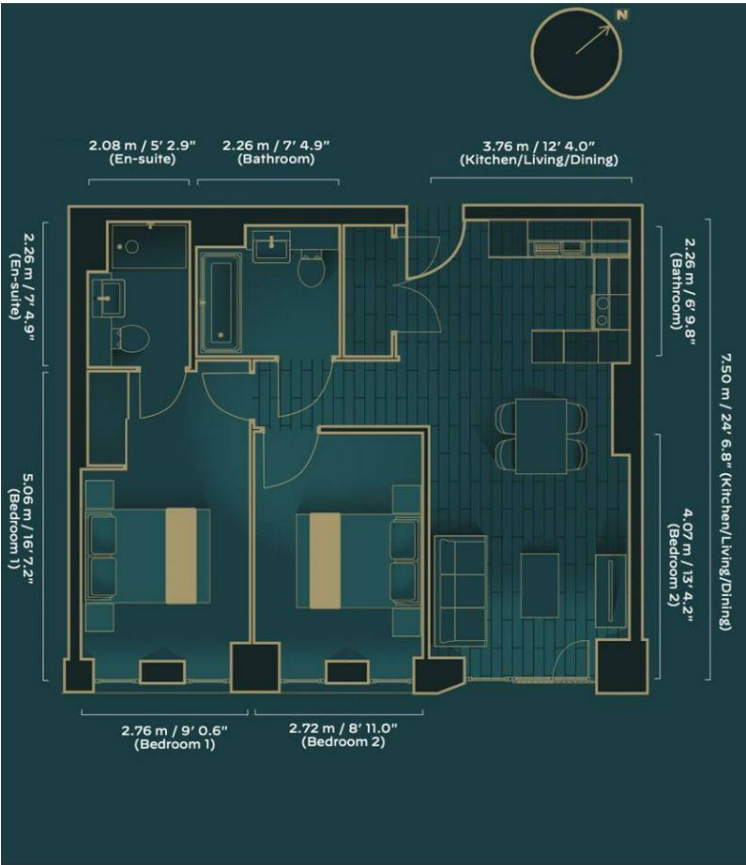 N
2.08 m / 5' 2.9"
(En-suite)
2.26 m / 7' 4.9"
(Bathroom)
3.76 m / 12' 4.0"
(Kitchen/Living/Dining)
2.26 m / 7' 4.9"
(En-suite)
2.26 m / 6' 9.8"
(Bathroom)
7.50 m / 24' 6.8" (Kitchen/Living/Dining)
5.06 m / 16' 7.2"
(Bedroom 1)
4.07 m / 13' 4.2"
(Bedroom 2)
2.76 m / 9' 0.6"
(Bedroom 1)
2.72 m / 8' 11.0"
(Bedroom 2)